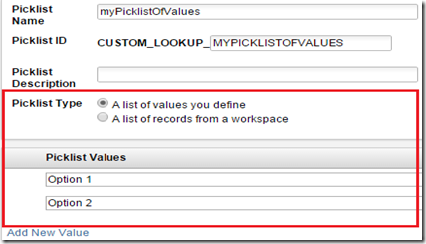 Picklist Name
myPicklistOfValues
Picklist ID
CUSTOM_LOOKUP_
MYPICKLISTOFVALUES
Picklist Description
Picklist Type
A list of values you define
A list of records from a workspace
Picklist Values
Option 1
Option 2
Add New Value